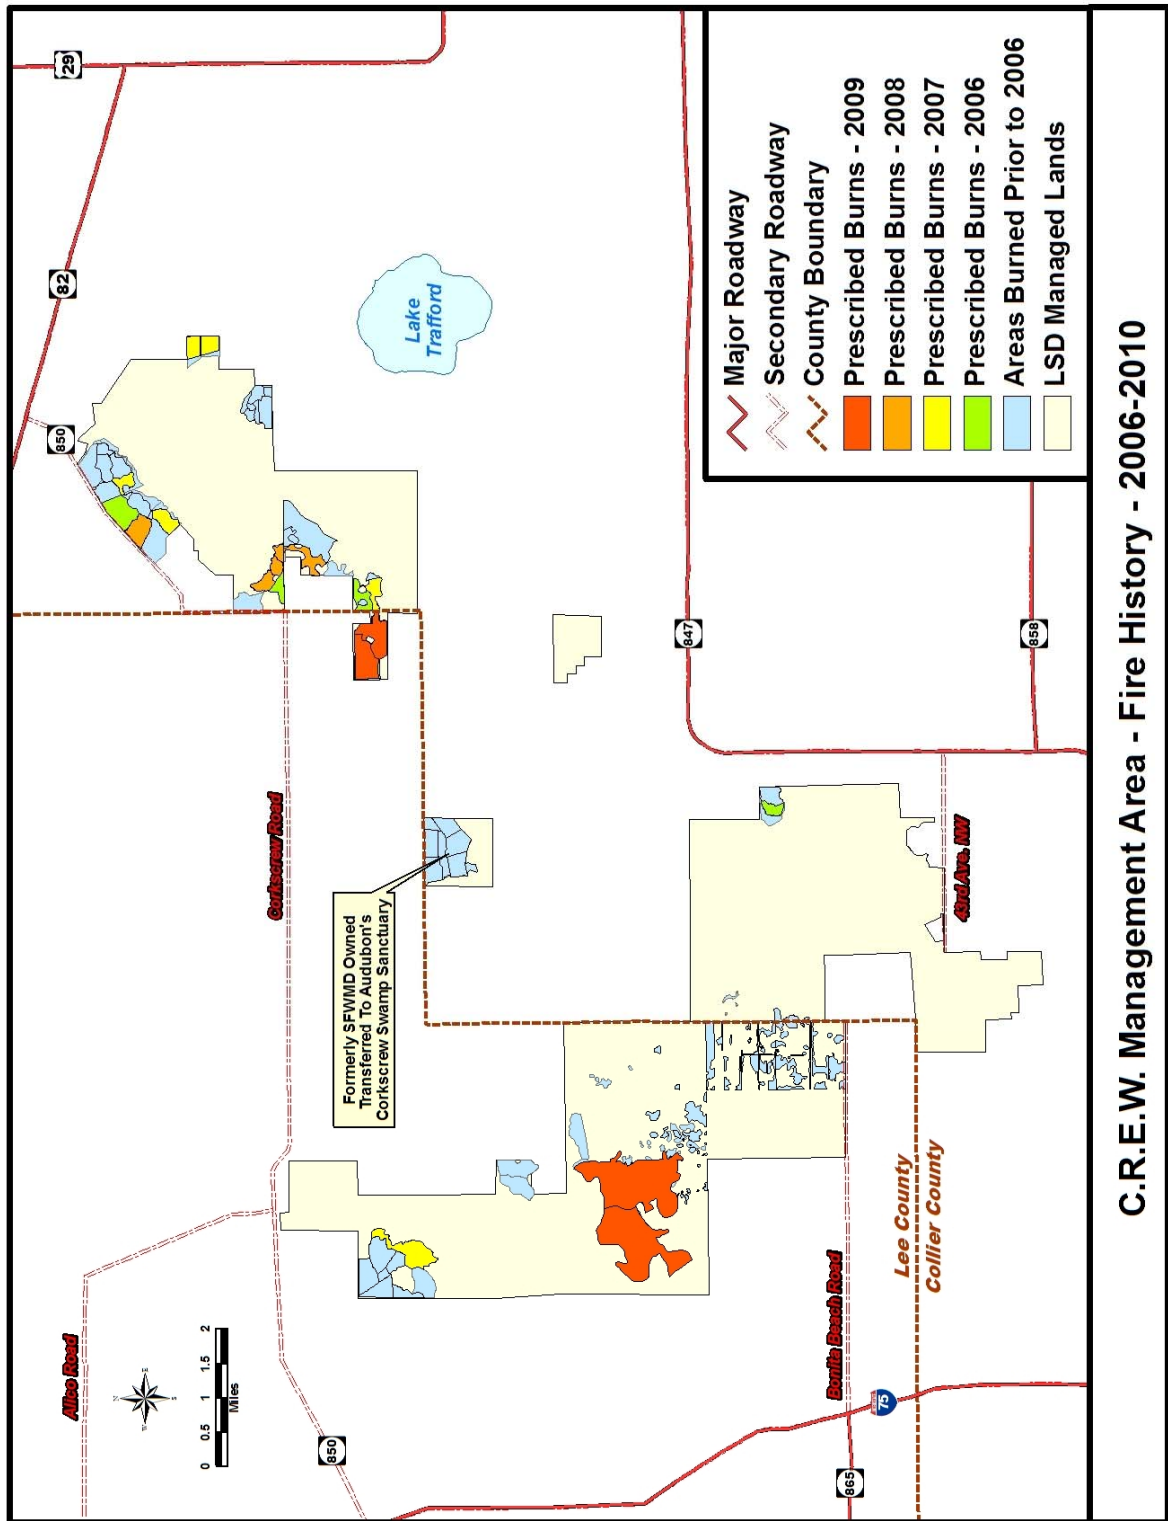 29
82
850
Lake
Trafford
Corkscrew Road
Formerly SFWMD Owned
Transferred To Audubon's
Corkscrew Swamp Sanctuary
847
858
43rd Ave. NW
Alico Road
N
E
S
W
0 0.5 1 1.5 2
Miles
850
Bonita Beach Road
Lee County
Collier County
75
865
Major Roadway
Secondary Roadway
County Boundary
Prescribed Burns - 2009
Prescribed Burns - 2008
Prescribed Burns - 2007
Prescribed Burns - 2006
Areas Burned Prior to 2006
LSD Managed Lands
C.R.E.W. Management Area - Fire History - 2006-2010